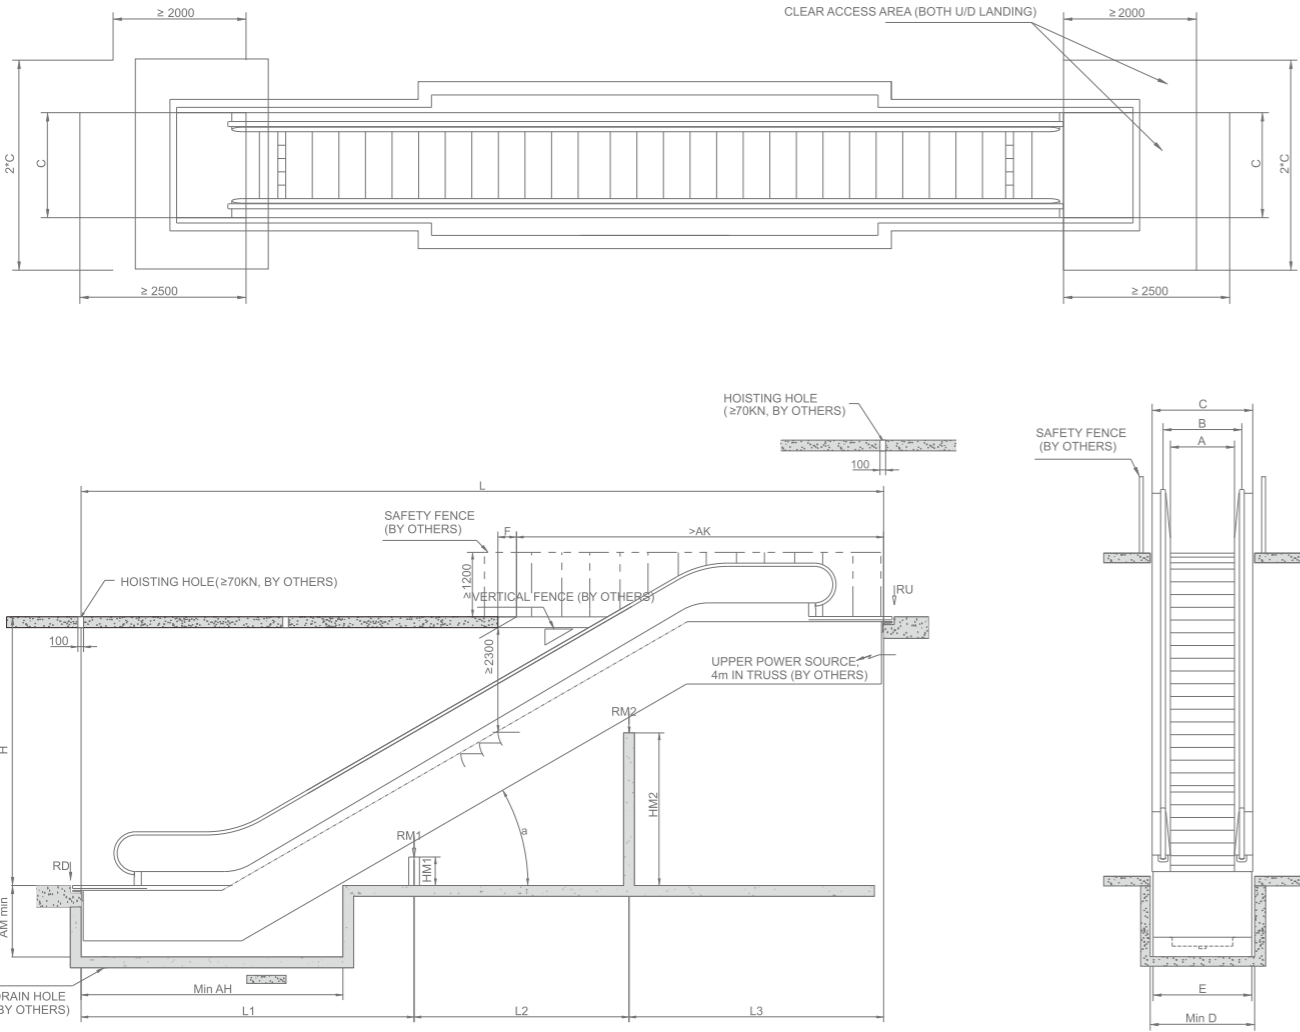 ≥ 2000
CLEAR ACCESS AREA (BOTH U/D LANDING)
≥ 2000
2*C
C
C
2*C
≥ 2500
≥ 2500
HOISTING HOLE
(≥70KN, BY OTHERS)
100
C
B
A
SAFETY FENCE
(BY OTHERS)
L
SAFETY FENCE
(BY OTHERS)
F
>AK
HOISTING HOLE(≥70KN, BY OTHERS)
≥1200
VERTICAL FENCE (BY OTHERS)
RU
100
≥2300
UPPER POWER SOURCE,
4m IN TRUSS (BY OTHERS)
RM2
H
HM2
a
RM1
HM1
RD
AM min
DRAIN HOLE
BY OTHERS)
Min AH
L1
L2
L3
E
Min D